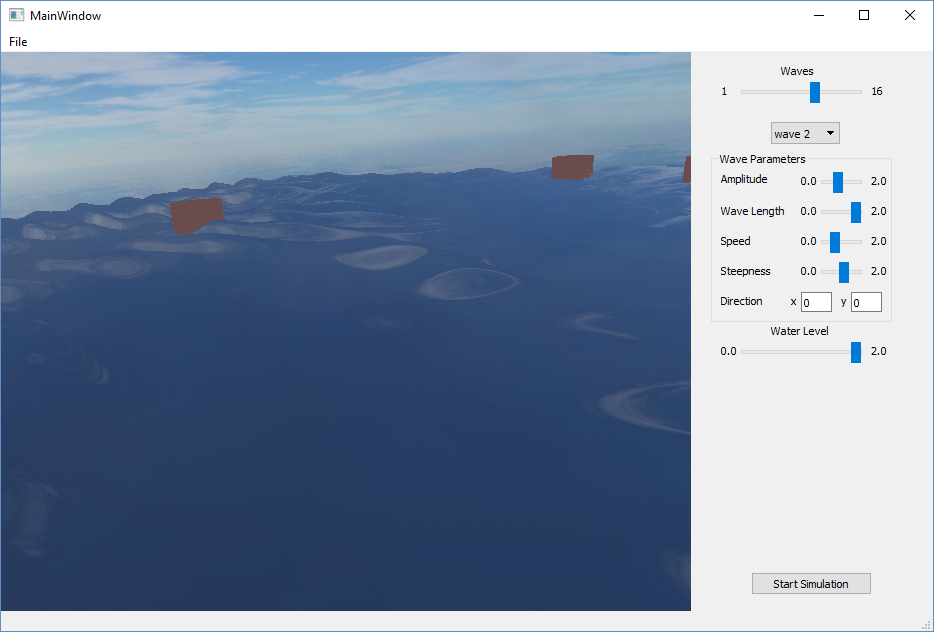 MainWindow
File
Waves
1 16
wave 2
Wave Parameters
Amplitude 0.0 2.0
Wave Length 0.0 2.0
Speed 0.0 2.0
Steepness 0.0 2.0
Direction x 0 y 0
Water Level
0.0 2.0
Start Simulation